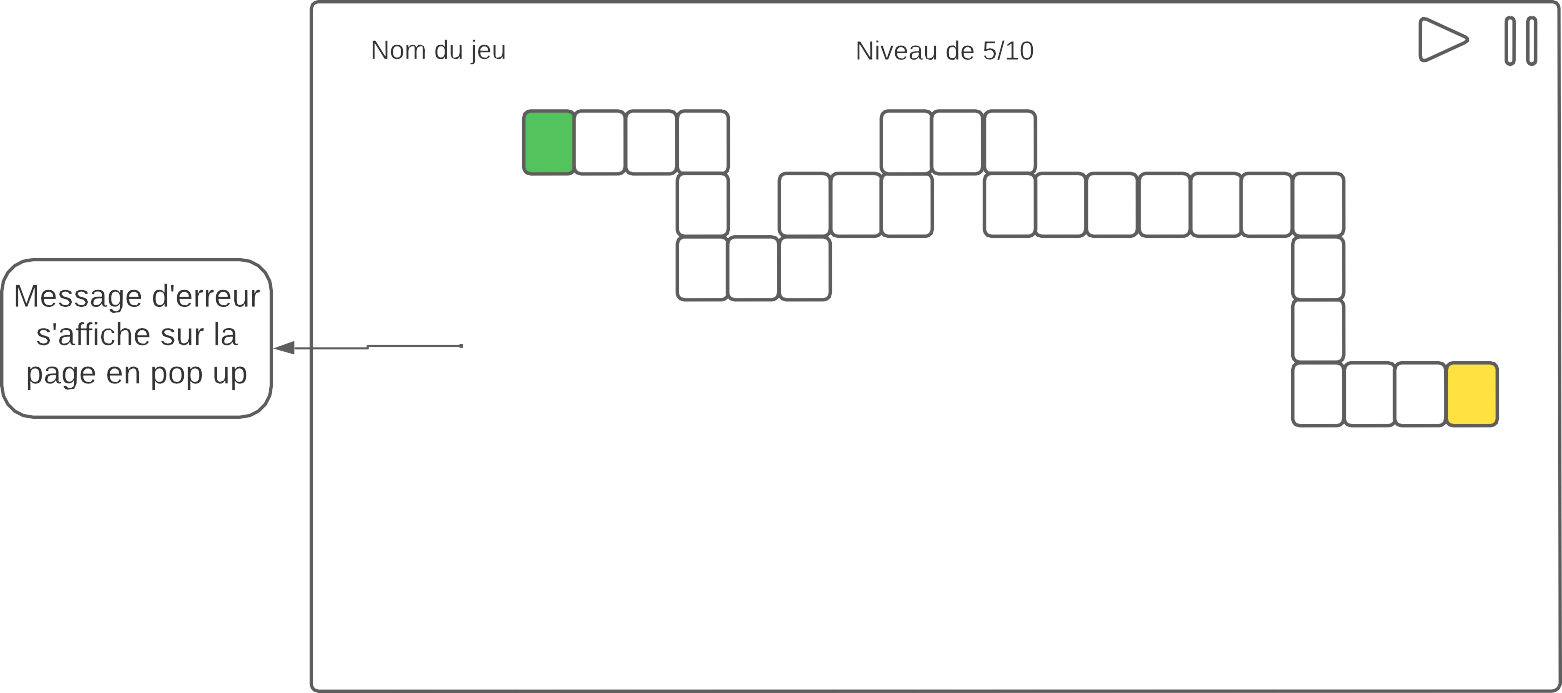 Nom du jeu
Niveau de 5/10
Message d'erreur
s'affiche sur la
page en pop up